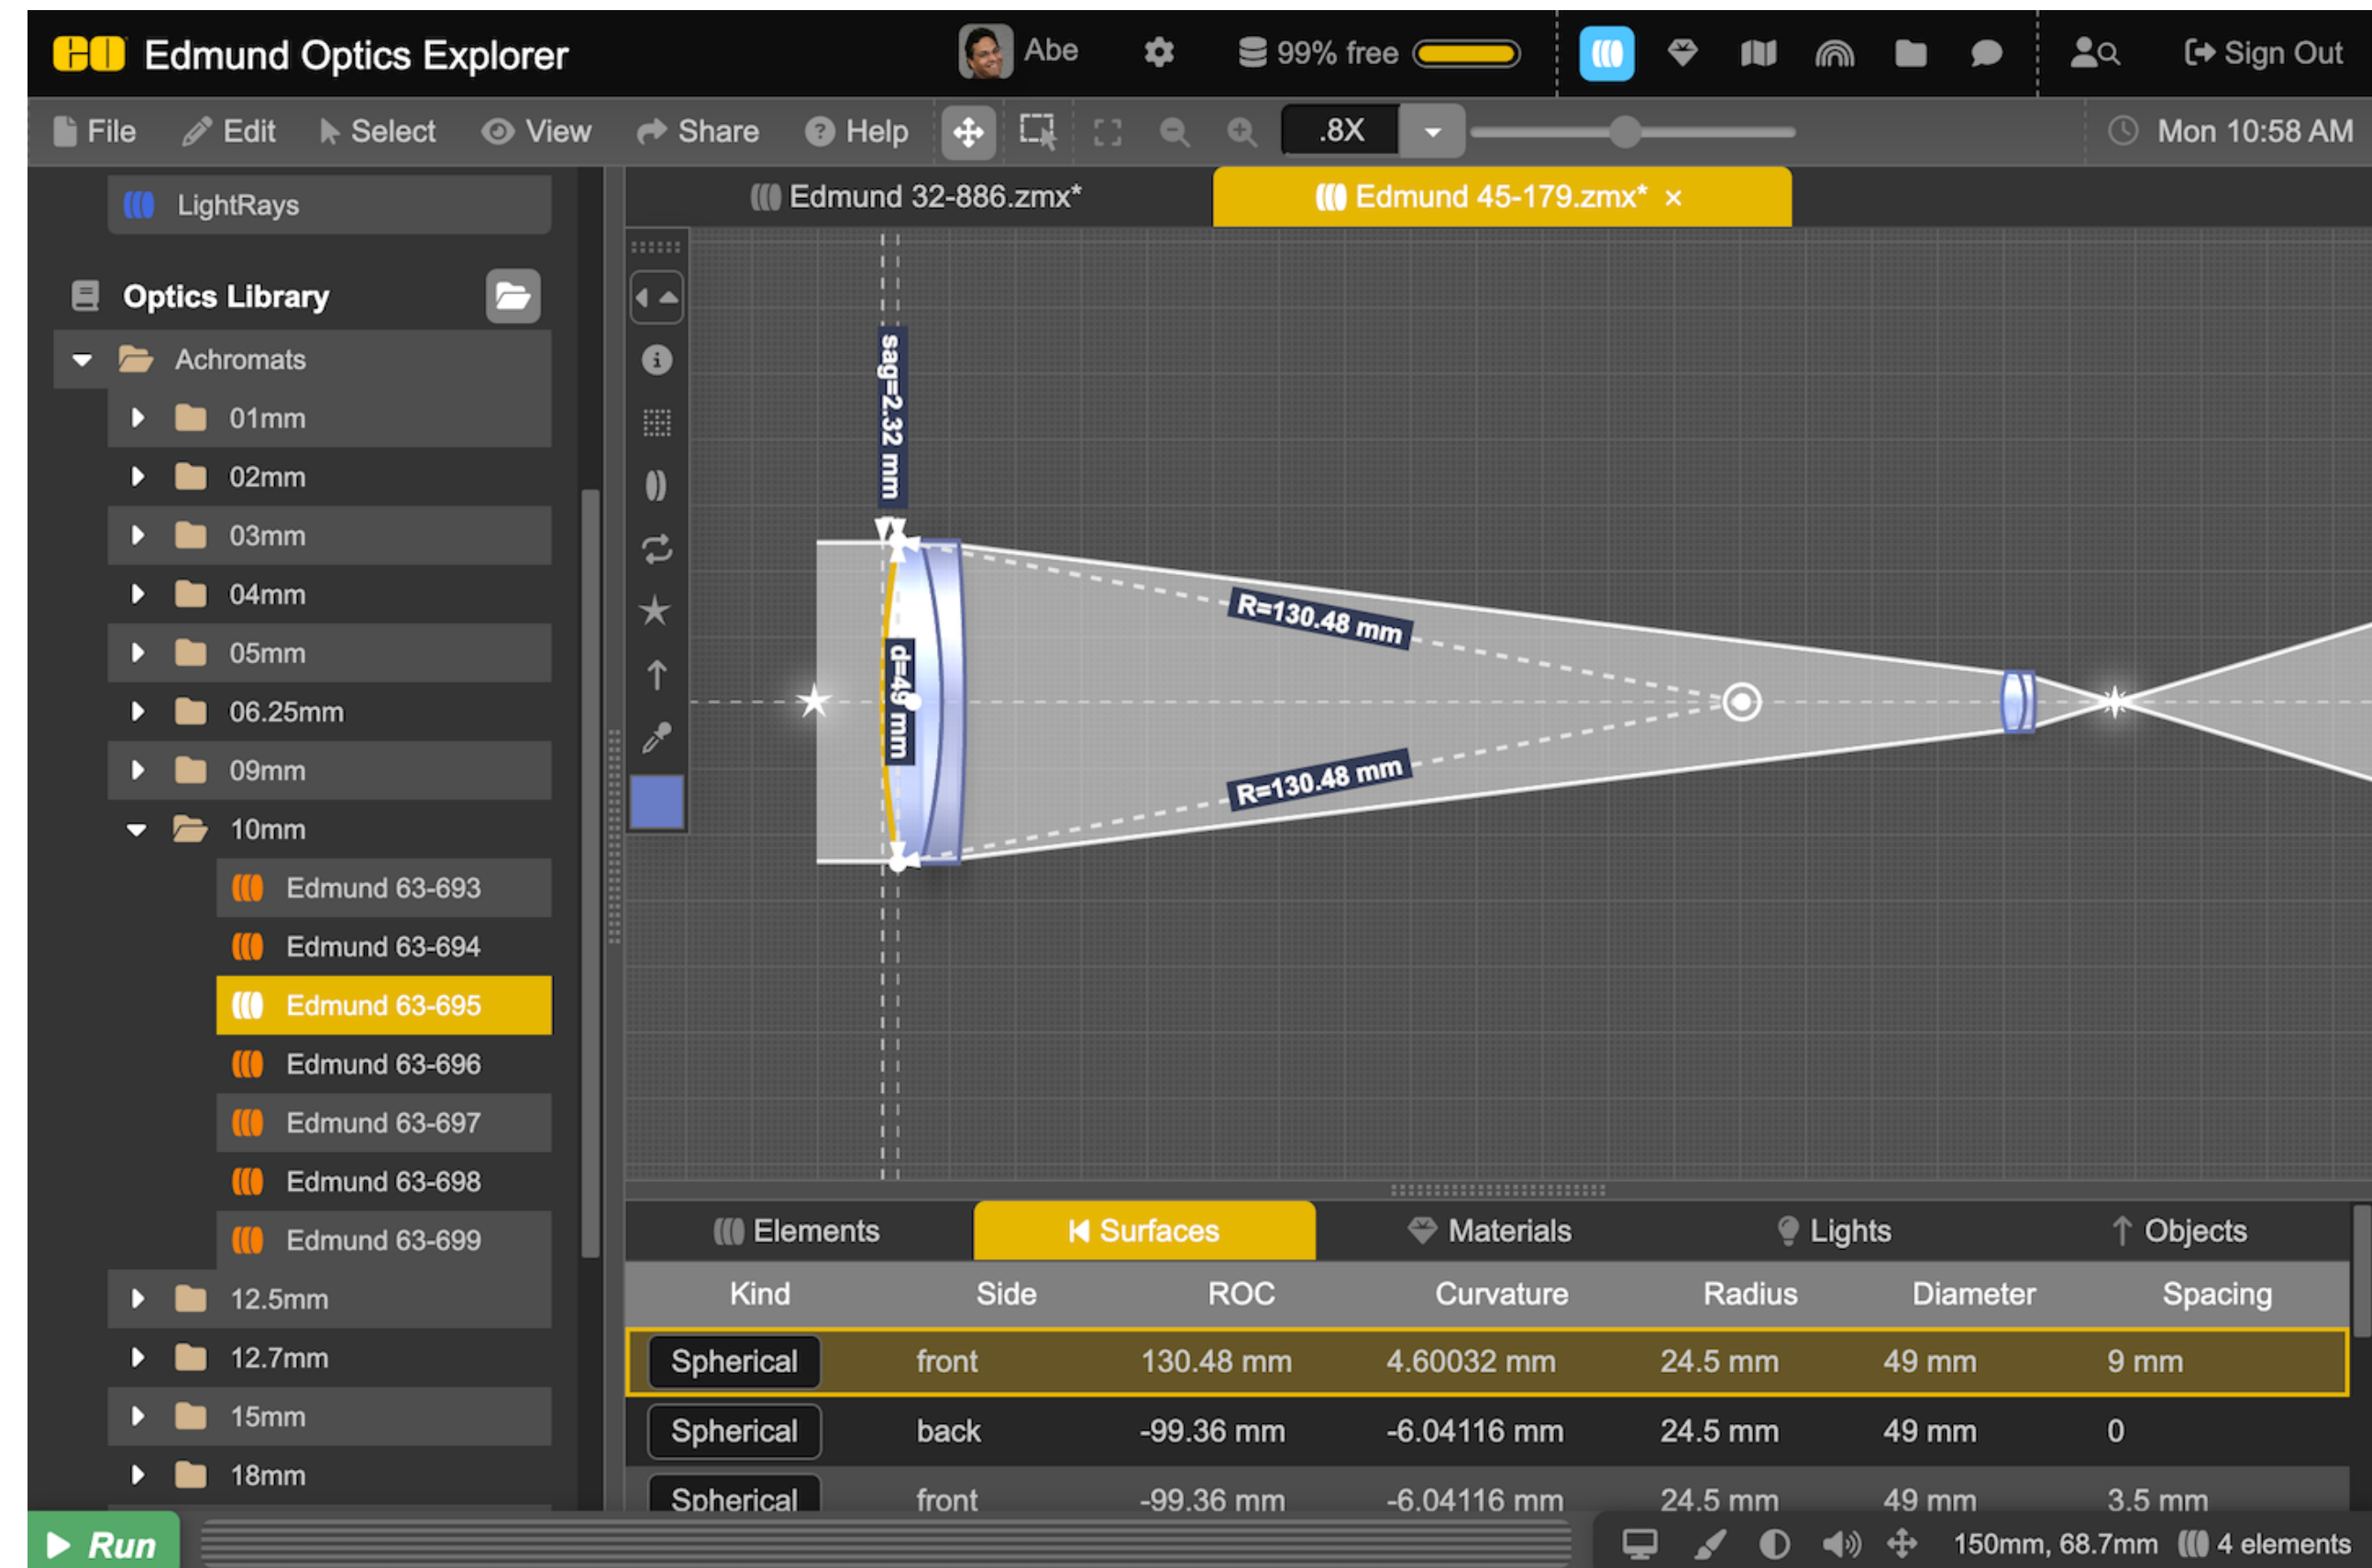 EO Edmund Optics Explorer Abe 99% free Sign Out
File Edit Select View Share Help .8X Mon 10:58 AM
LightRays
Optics Library
Achromats
01mm
02mm
03mm
04mm
05mm
06.25mm
09mm
10mm
Edmund 63-693
Edmund 63-694
Edmund 63-695
Edmund 63-696
Edmund 63-697
Edmund 63-698
Edmund 63-699
12.5mm
12.7mm
15mm
18mm
Edmund 32-886.zmx* Edmund 45-179.zmx* ×
sag=2.32 mm
R=130.48 mm
d=49 mm
R=130.48 mm
Elements Surfaces Materials Lights Objects
Kind Side ROC Curvature Radius Diameter Spacing
Spherical front 130.48 mm 4.60032 mm 24.5 mm 49 mm 9 mm
Spherical back -99.36 mm -6.04116 mm 24.5 mm 49 mm 0
Spherical front -99.36 mm -6.04116 mm 24.5 mm 49 mm 3.5 mm
Run 150mm, 68.7mm 4 elements